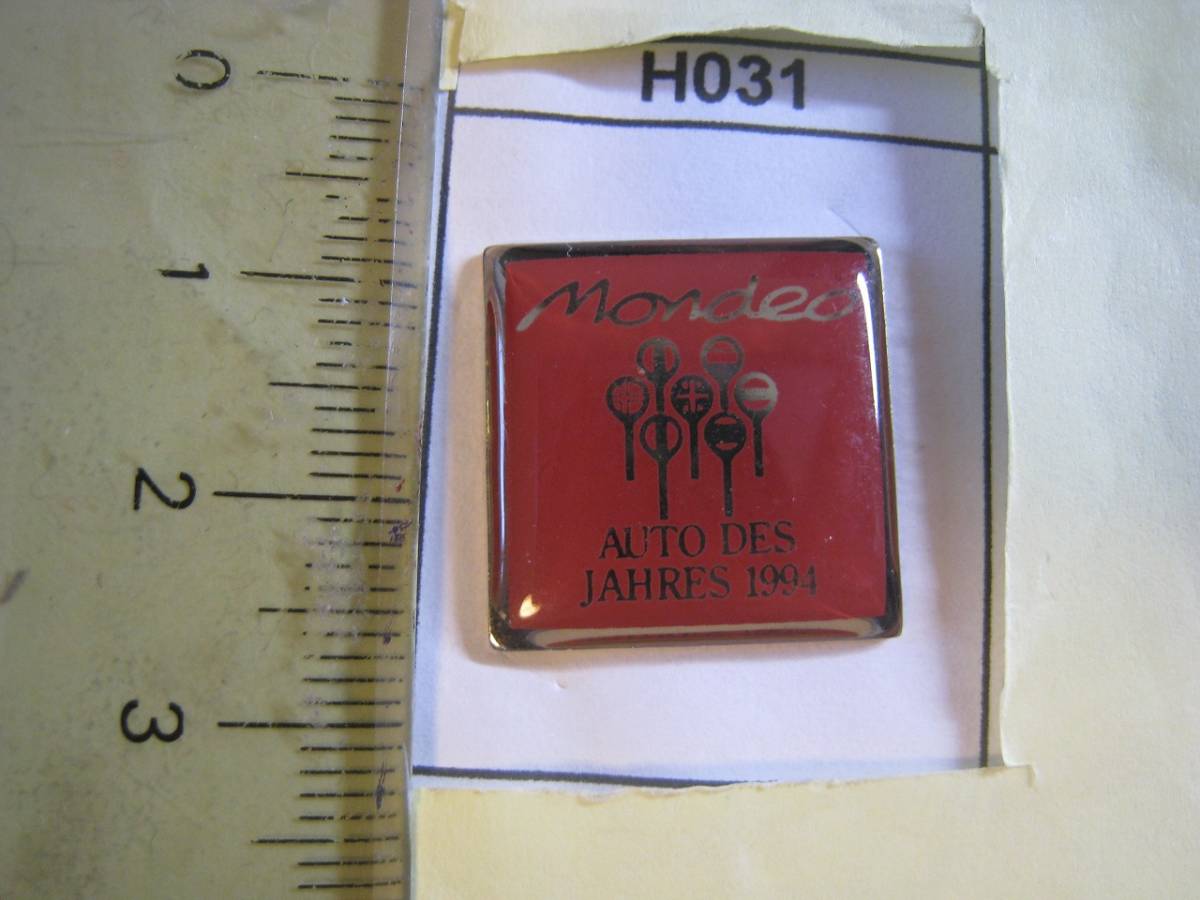 H031
0
1
2
3
Mondeo
AUTO DES
JAHRES 1994